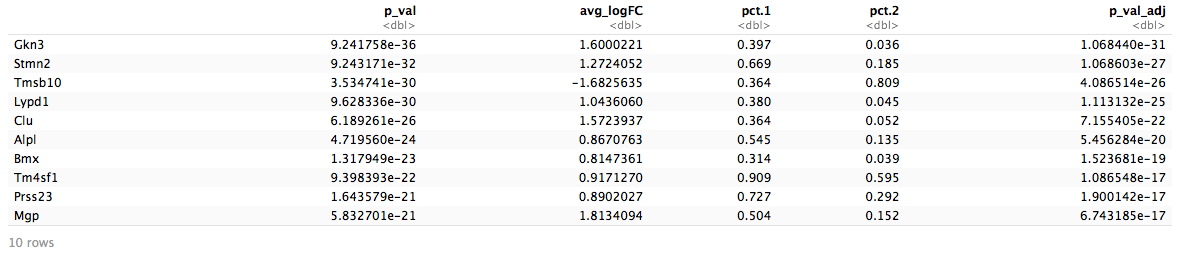 p_val avg_logFC pct.1 pct.2 p_val_adj
<dbl> <dbl> <dbl> <dbl> <dbl>
Gkn3 9.241758e-36 1.6000221 0.397 0.036 1.068440e-31
Stmn2 9.243171e-32 1.2724052 0.669 0.185 1.068603e-27
Tmsb10 3.534741e-30 -1.6825635 0.364 0.809 4.086514e-26
Lypd1 9.628336e-30 1.0436060 0.380 0.045 1.113132e-25
Clu 6.189261e-26 1.5723937 0.364 0.052 7.155405e-22
Alpl 4.719560e-24 0.8670763 0.545 0.135 5.456284e-20
Bmx 1.317949e-23 0.8147361 0.314 0.039 1.523681e-19
Tm4sf1 9.398393e-22 0.9171270 0.909 0.595 1.086548e-17
Prss23 1.643579e-21 0.8902027 0.727 0.292 1.900142e-17
Mgp 5.832701e-21 1.8134094 0.504 0.152 6.743185e-17
10 rows